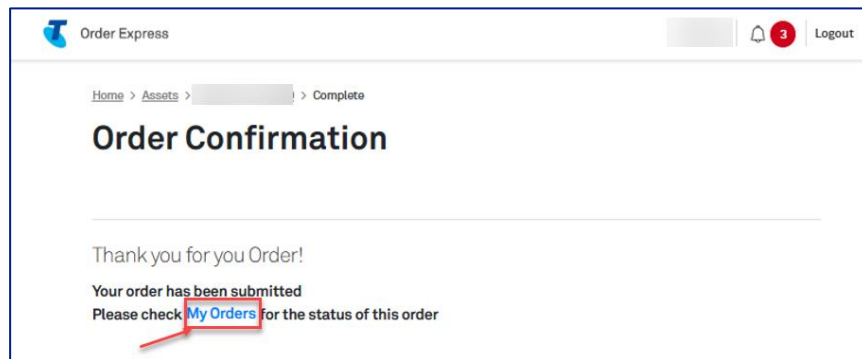 Order Express
3
Logout
Home > Assets > > Complete
Order Confirmation
Thank you for you Order!
Your order has been submitted
Please check My Orders for the status of this order